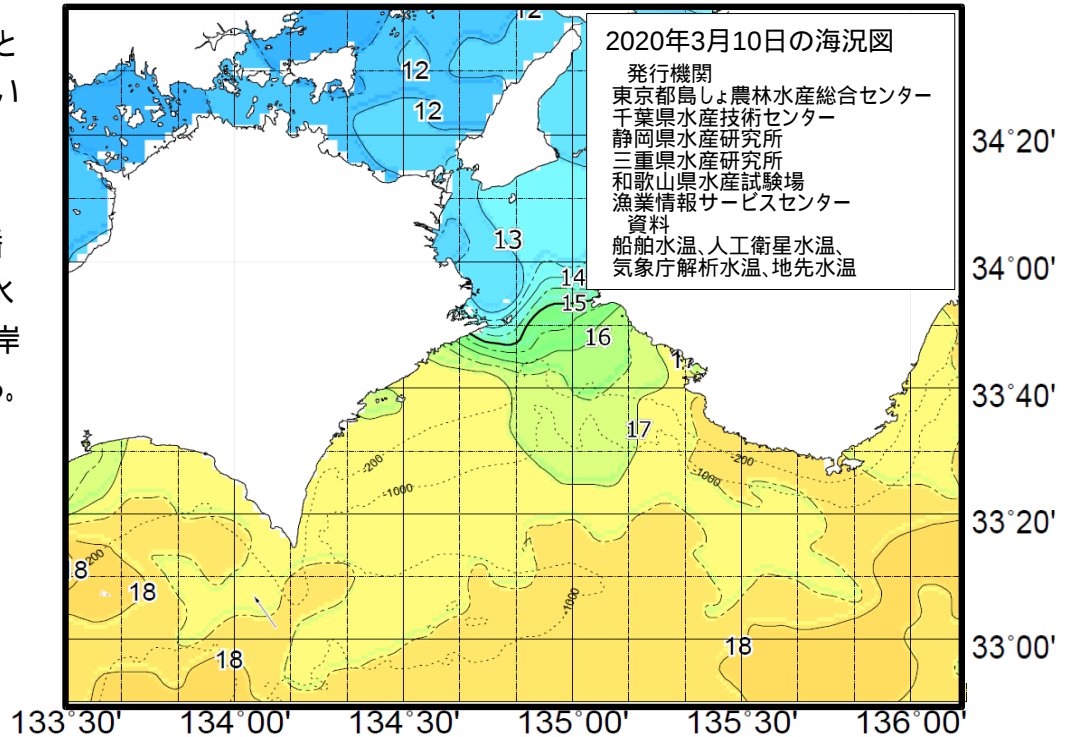 と
い
岸
。
12
12
12
13
14
15
16
17
17
18
18
18
-200
-1000
-200
-1000
200
-1000
2020年3月10日の海況図
発行機関
東京都島しょ農林水産総合センター
千葉県水産技術センター
静岡県水産研究所
三重県水産研究所
和歌山県水産試験場
漁業情報サービスセンター
資料
船舶水温、人工衛星水温、
気象庁解析水温、地先水温
34°20'
34°00'
33°40'
33°20'
33°00'
133°30' 134°00' 134°30' 135°00' 135°30' 136°00'